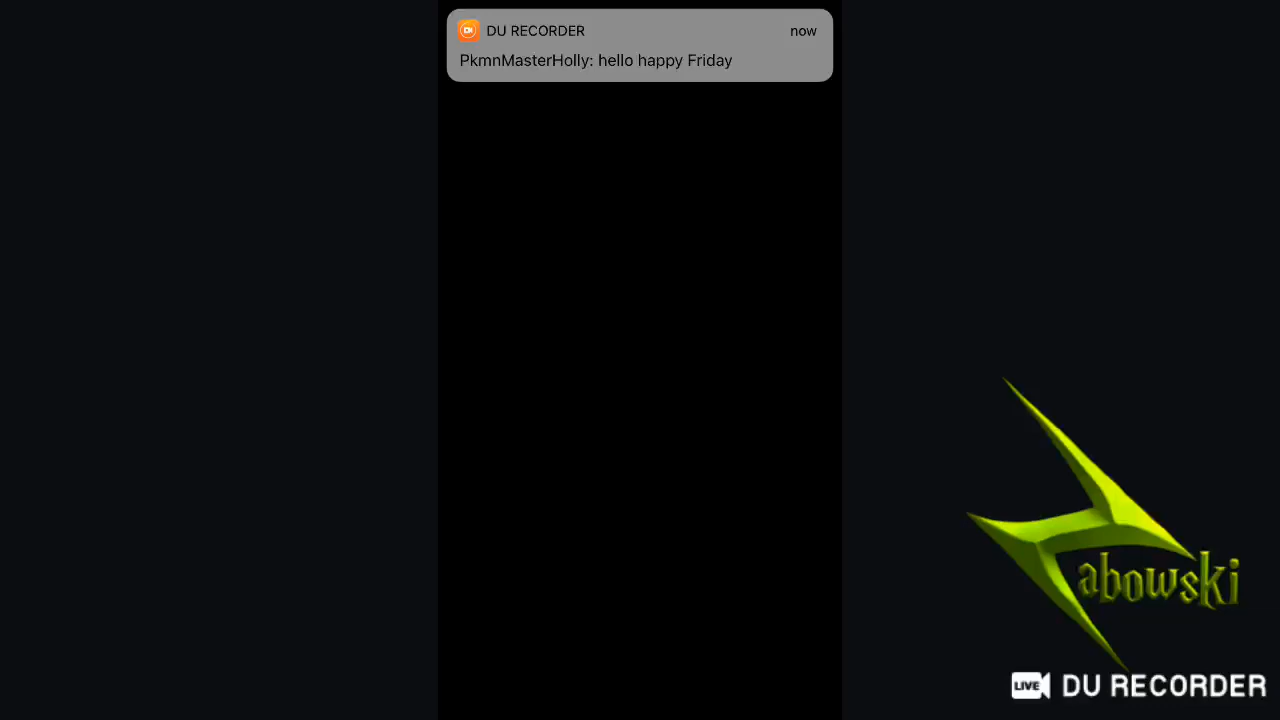 DU RECORDER
now
PkmnMasterHolly: hello happy Friday
abowski
LIVE DU RECORDER